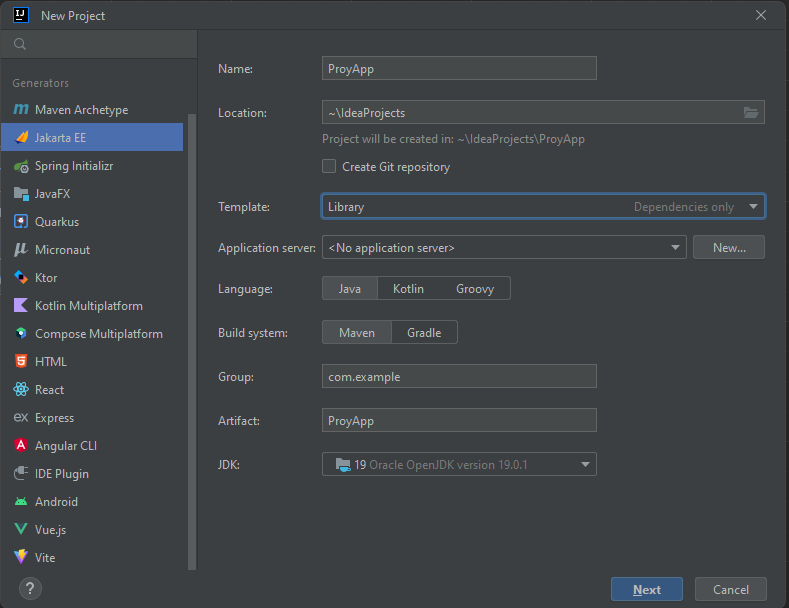 IJ
New Project
Generators
m Maven Archetype
Jakarta EE
Spring Initializr
JavaFX
Quarkus
μ Micronaut
Ktor
Kotlin Multiplatform
Compose Multiplatform
5 HTML
React
ex Express
A Angular CLI
IDE Plugin
Android
Vue.js
Vite
?
Name: ProyApp
Location: ~\IdeaProjects
Project will be created in: ~\IdeaProjects\ProyApp
Create Git repository
Template: Library Dependencies only
Application server: <No application server> New...
Language: Java Kotlin Groovy
Build system: Maven Gradle
Group: com.example
Artifact: ProyApp
JDK: 19 Oracle OpenJDK version 19.0.1
Next Cancel